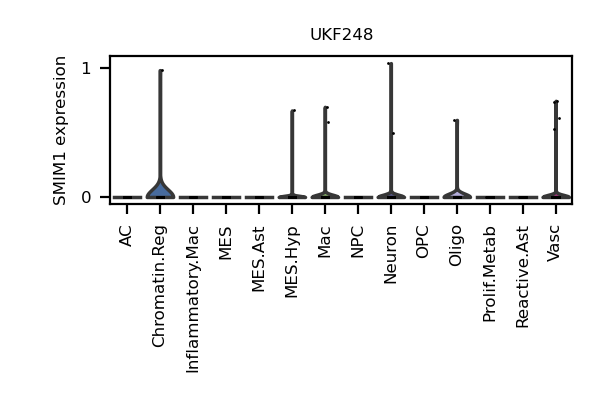 UKF248
SMIM1 expression
1
0
AC
Chromatin.Reg
Inflammatory.Mac
MES
MES.Ast
MES.Hyp
Mac
NPC
Neuron
OPC
Oligo
Prolif.Metab
Reactive.Ast
Vasc